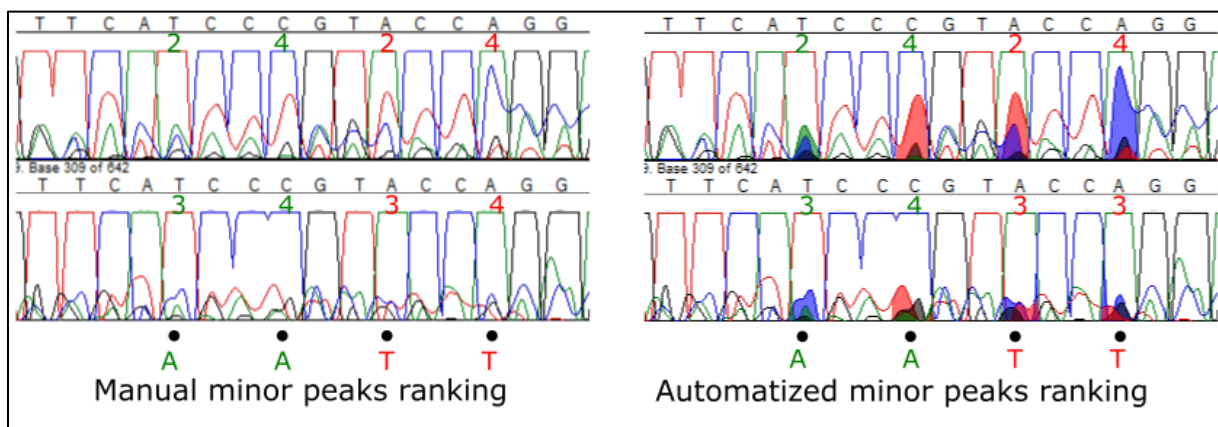 T T C A T C C C G T A C C A G G
2 4 2 4
9. Base 309 of 642
T T C A T C C C G T A C C A G G
3 4 3 4
A A T T
Manual minor peaks ranking
T T C A T C C C G T A C C A G G
2 4 2 4
9. Base 309 of 642
T T C A T C C C G T A C C A G G
3 4 3 3
A A T T
Automatized minor peaks ranking